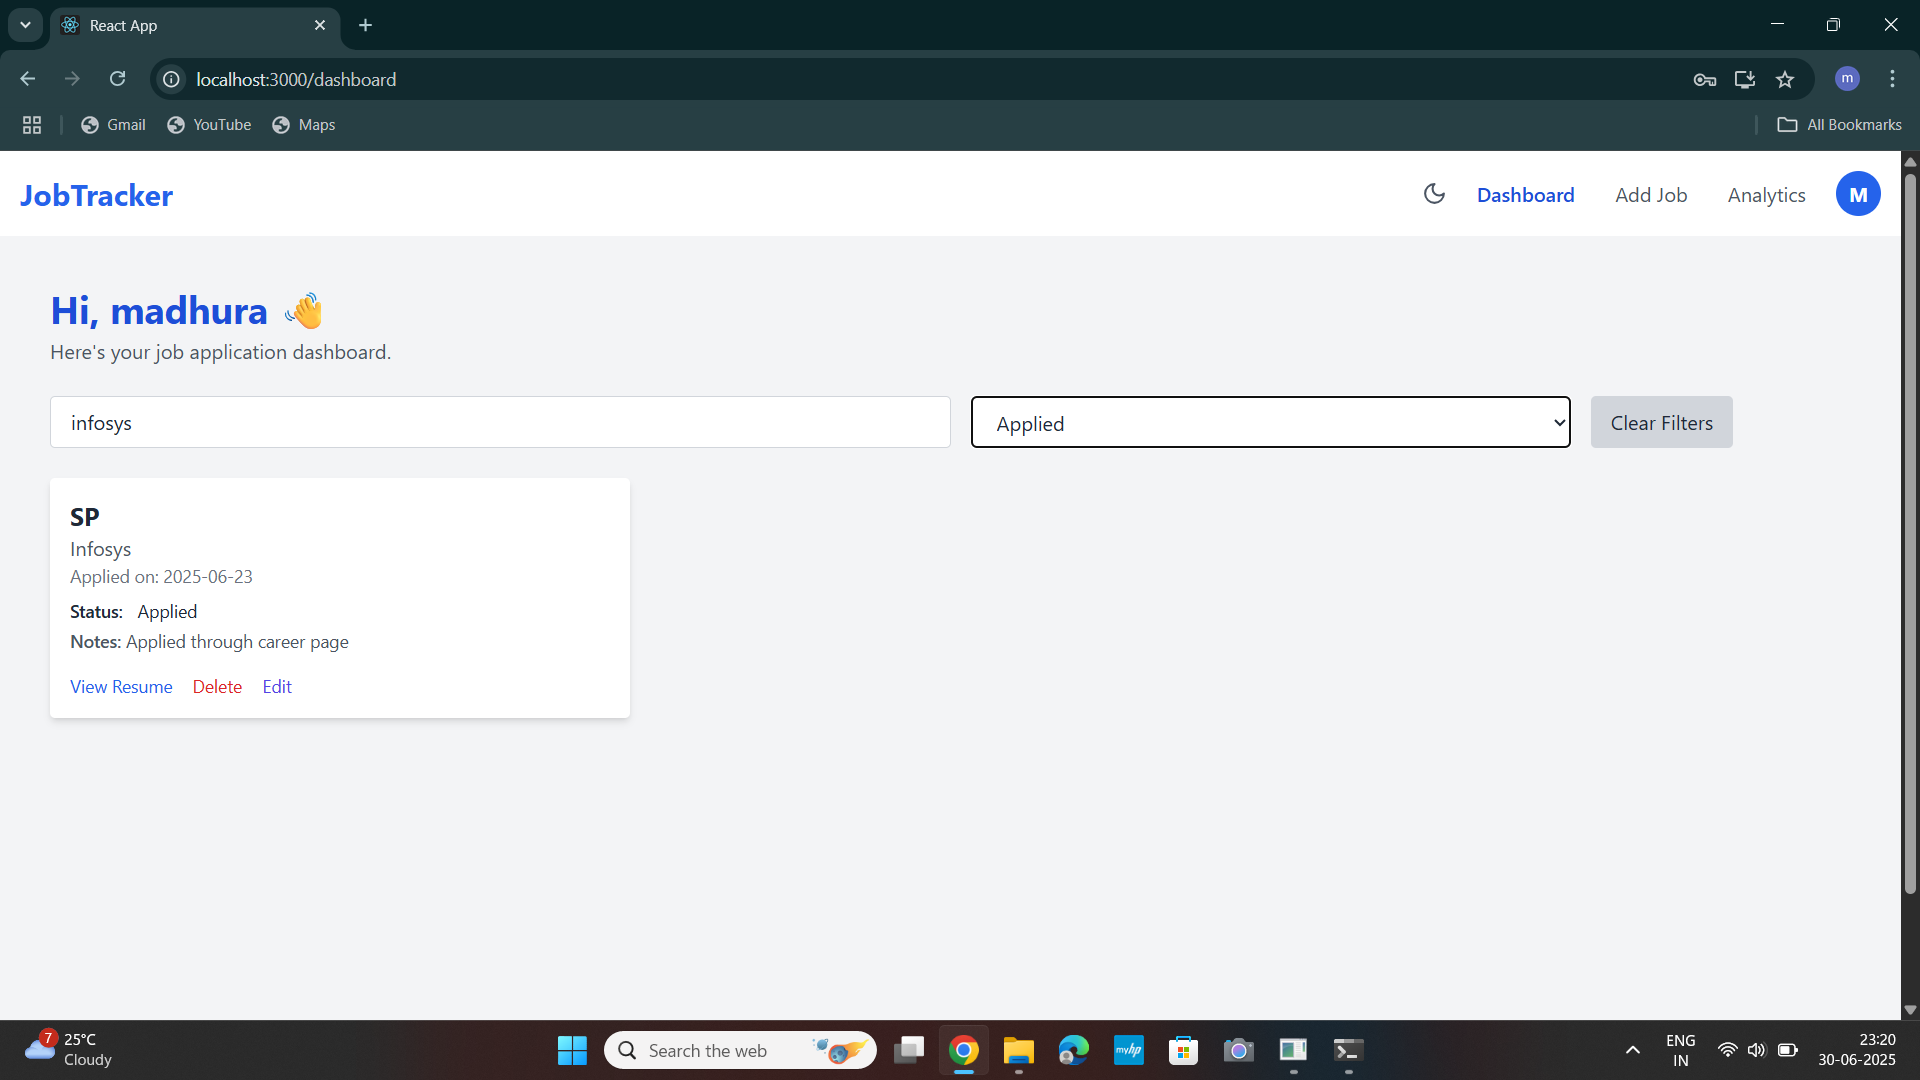 React App
localhost:3000/dashboard
m
Gmail
YouTube
Maps
All Bookmarks
JobTracker
Dashboard
Add Job
Analytics
M
Hi, madhura 👋
Here's your job application dashboard.
infosys
Applied
Clear Filters
SP
Infosys
Applied on: 2025-06-23
Status: Applied
Notes: Applied through career page
View Resume Delete Edit
7
25°C
Cloudy
Search the web
myhp
ENG
IN
23:20
30-06-2025